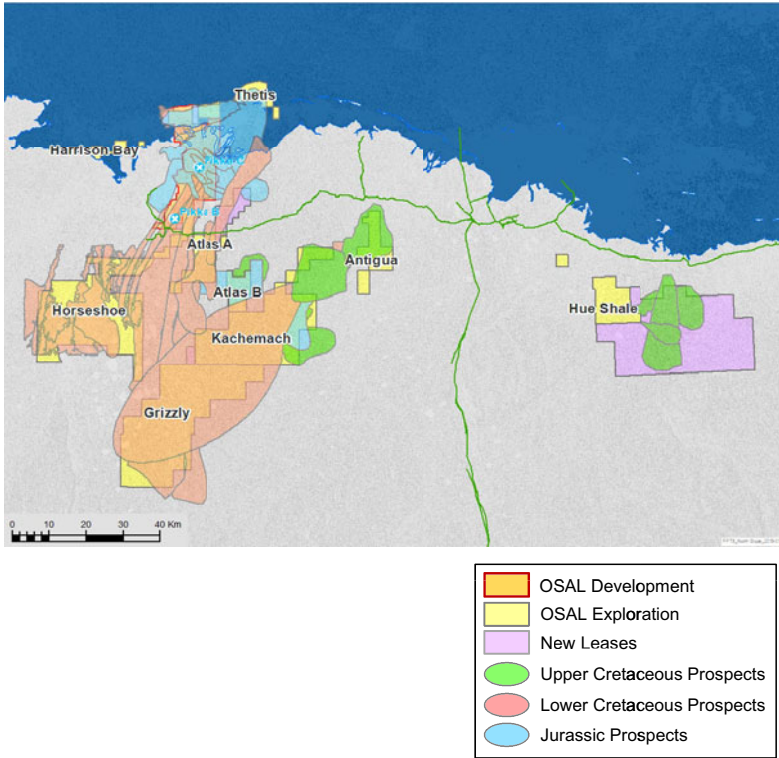 Thetis
Harrison Bay
Pikka B
Atlas A
Antigua
Atlas B
Horseshoe
Hue Shale
Kachemach
Grizzly
0 10 20 30 40 Km
OSAL Development
OSAL Exploration
New Leases
Upper Cretaceous Prospects
Lower Cretaceous Prospects
Jurassic Prospects